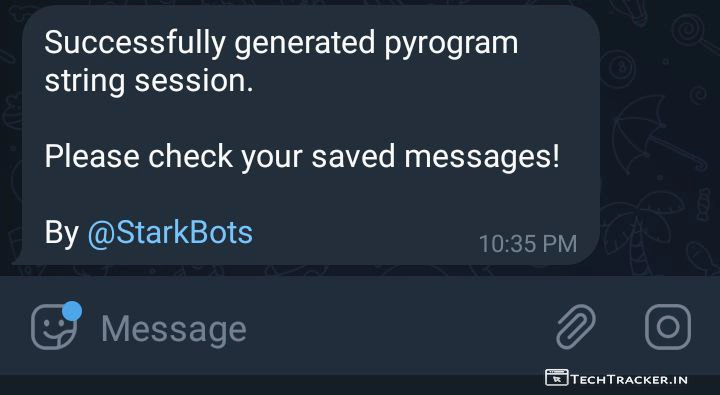 Successfully generated pyrogram
string session.
Please check your saved messages!
By @StarkBots
10:35 PM
Message
TECHTRACKER.IN